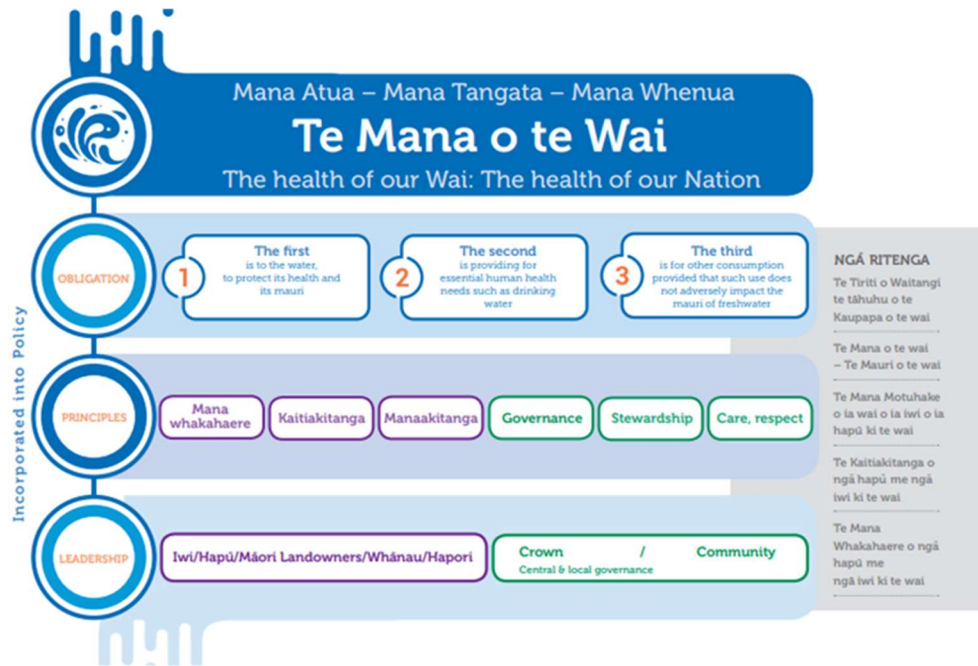 Mana Atua – Mana Tangata – Mana Whenua
Te Mana o te Wai
The health of our Wai: The health of our Nation
Incorporated into Policy
OBLIGATION
1
The first
is to the water,
to protect its health and
its mauri
2
The second
is providing for
essential human health
needs such as drinking
water
3
The third
is for other consumption
provided that such use does
not adversely impact the
mauri of freshwater
PRINCIPLES
Mana
whakahaere
Kaitiakitanga
Manaakitanga
Governance
Stewardship
Care, respect
LEADERSHIP
Iwi/Hapū/Māori Landowners/Whānau/Hapori
Crown / Community
Central & local governance
NGĀ RITENGA
Te Tiriti o Waitangi
te tāhuhu o te
Kaupapa o te wai
Te Mana o te wai
– Te Mauri o te wai
Te Mana Motuhake
o ia wai o ia iwi o ia
hapū ki te wai
Te Kaitiakitanga o
ngā hapū me ngā
iwi ki te wai
Te Mana
Whakahaere o ngā
hapū me
ngā iwi ki te wai